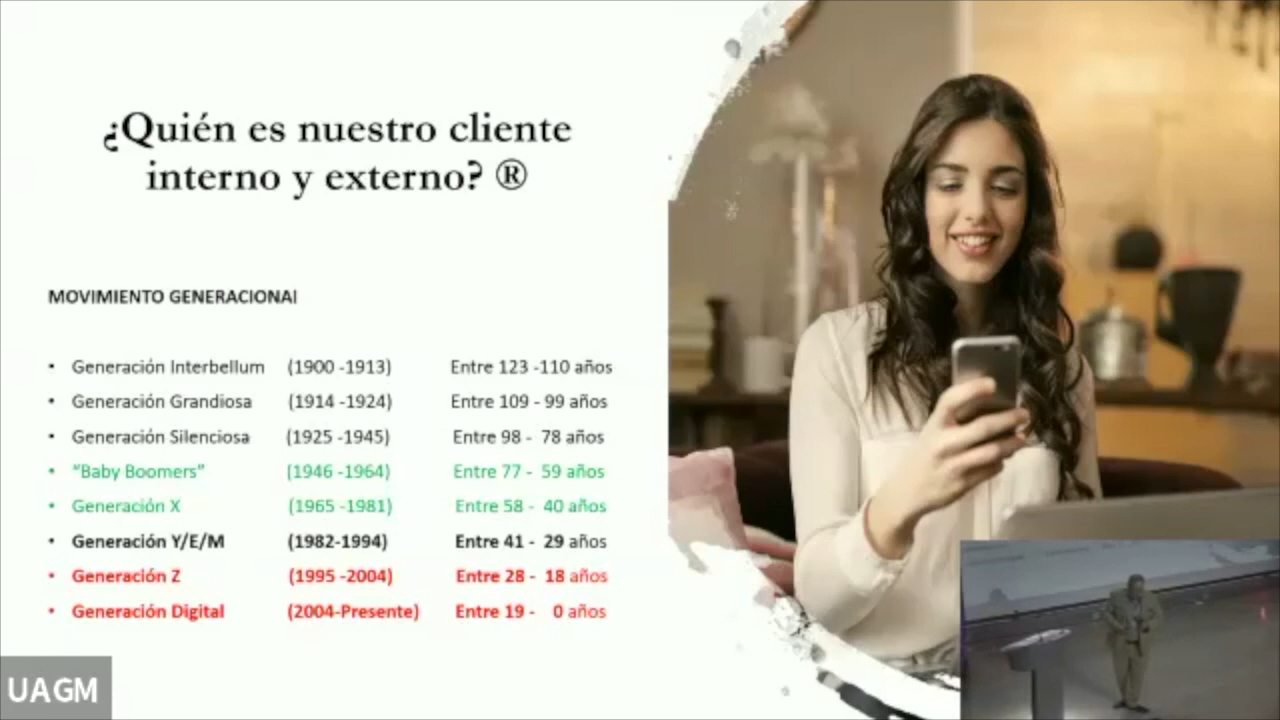 ¿Quién es nuestro cliente
interno y externo? ®
MOVIMIENTO GENERACIONAl
• Generación Interbellum (1900 -1913) Entre 123 -110 años
• Generación Grandiosa (1914 -1924) Entre 109 - 99 años
• Generación Silenciosa (1925 -1945) Entre 98 - 78 años
• “Baby Boomers” (1946 -1964) Entre 77 - 59 años
• Generación X (1965 -1981) Entre 58 - 40 años
• Generación Y/E/M (1982-1994) Entre 41 - 29 años
• Generación Z (1995 -2004) Entre 28 - 18 años
• Generación Digital (2004-Presente) Entre 19 - 0 años
UAGM